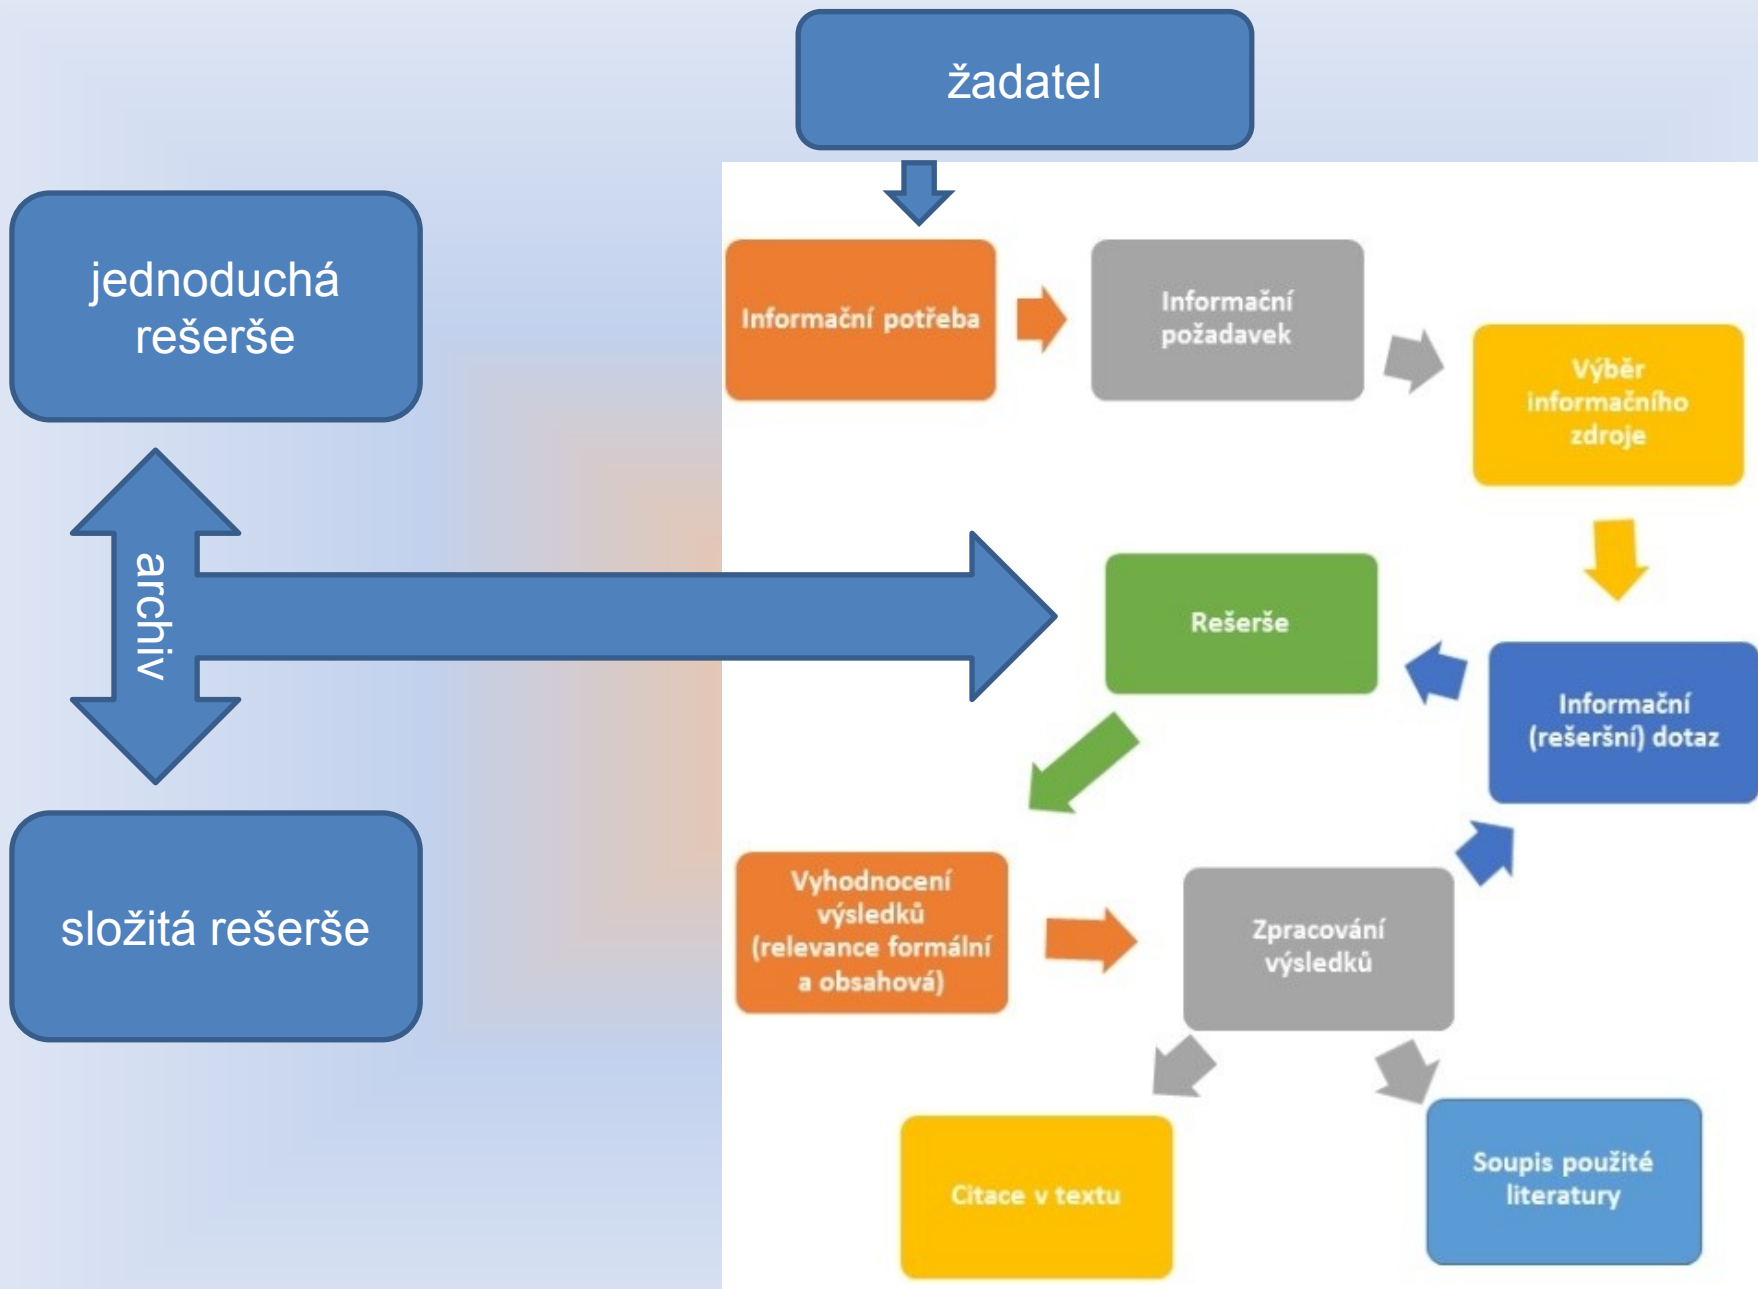 žadatel
jednoduchá
rešerše
archiv
složitá rešerše
Informační potřeba
Informační
požadavek
Výběr
informačního
zdroje
Rešerše
Informační
(rešeršní) dotaz
Vyhodnocení
výsledků
(relevance formální
a obsahová)
Zpracování
výsledků
Citace v textu
Soupis použité
literatury